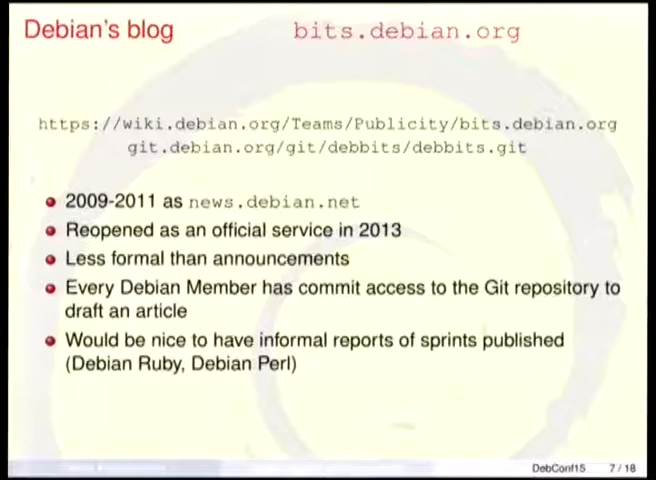 Debian's blog bits.debian.org
https://wiki.debian.org/Teams/Publicity/bits.debian.org
git.debian.org/git/debbits/debbits.git
2009-2011 as news.debian.net
Reopened as an official service in 2013
Less formal than announcements
Every Debian Member has commit access to the Git repository to
draft an article
Would be nice to have informal reports of sprints published
(Debian Ruby, Debian Perl)
DebConf15 7 / 18